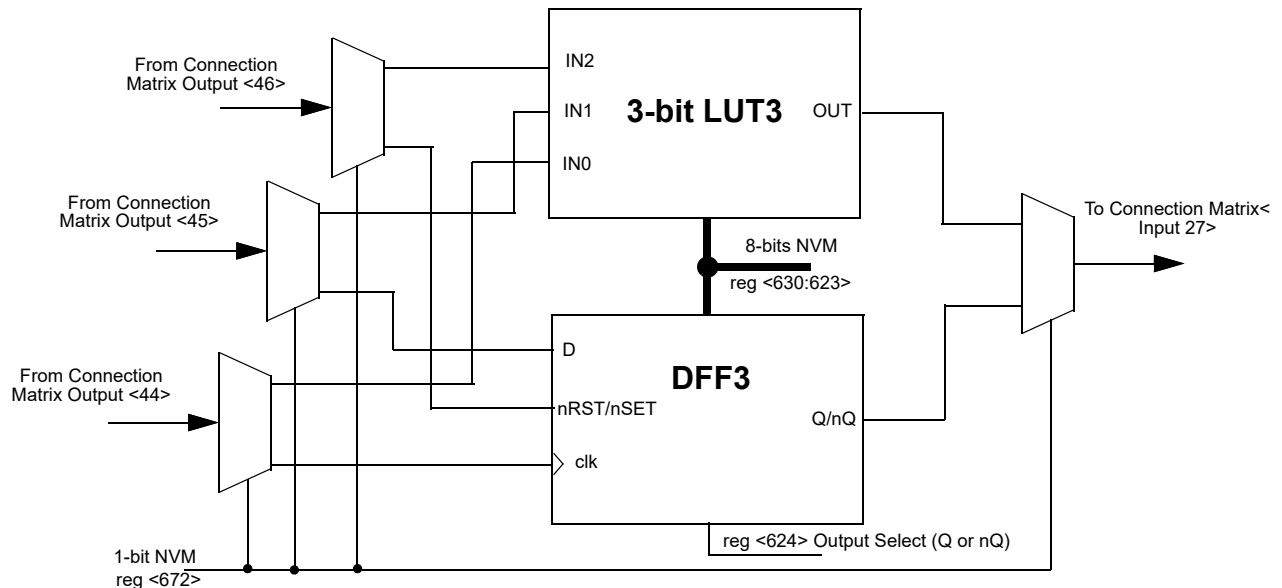 From Connection
Matrix Output <46>
IN2
IN1
IN0
3-bit LUT3
OUT
From Connection
Matrix Output <45>
To Connection Matrix<
Input 27>
8-bits NVM
reg <630:623>
From Connection
Matrix Output <44>
D
DFF3
nRST/nSET
Q/nQ
clk
reg <624> Output Select (Q or nQ)
1-bit NVM
reg <672>